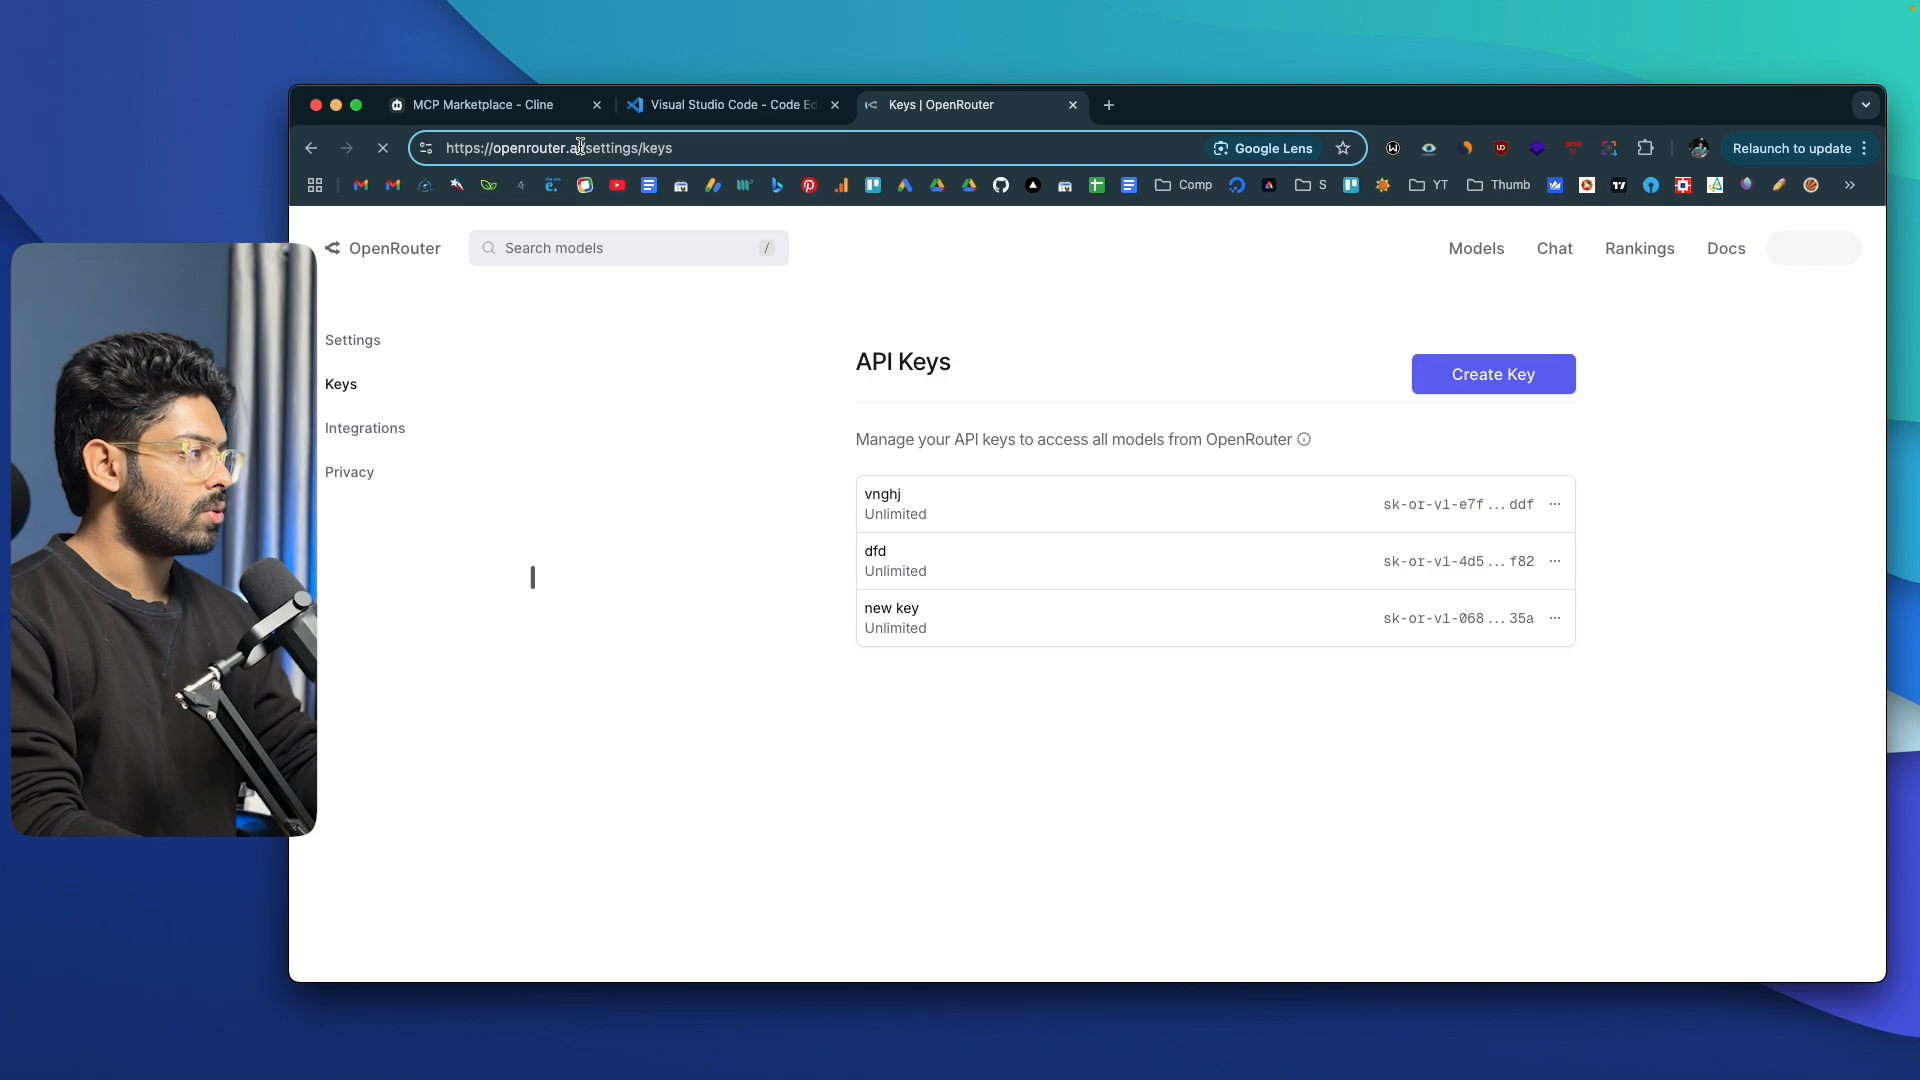 MCP Marketplace - Cline
Visual Studio Code - Code Ed
Keys | OpenRouter
https://openrouter.ai/settings/keys
Google Lens
Relaunch to update
Comp
S
YT
Thumb
OpenRouter
Search models
/
Models
Chat
Rankings
Docs
Settings
Keys
Integrations
Privacy
API Keys
Create Key
Manage your API keys to access all models from OpenRouter
vnghj
Unlimited
sk-or-v1-e7f...ddf
dfd
Unlimited
sk-or-v1-4d5...f82
new key
Unlimited
sk-or-v1-068...35a